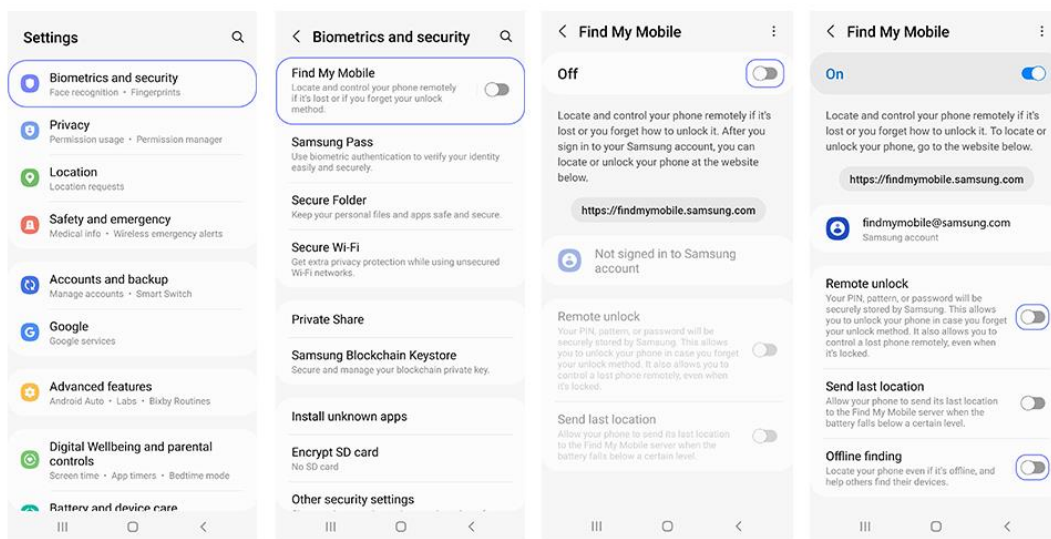 Settings
Biometrics and security
Face recognition • Fingerprints
Privacy
Permission usage • Permission manager
Location
Location requests
Safety and emergency
Medical info • Wireless emergency alerts
Accounts and backup
Manage accounts • Smart Switch
Google
Google services
Advanced features
Android Auto • Labs • Bixby Routines
Digital Wellbeing and parental
controls
Screen time • App timers • Bedtime mode
Battery and device care
Biometrics and security
Find My Mobile
Locate and control your phone remotely
if it's lost or if you forget your unlock
method.
Samsung Pass
Use biometric authentication to verify your identity
easily and securely.
Secure Folder
Keep your personal files and apps safe and secure.
Secure Wi-Fi
Get extra privacy protection while using unsecured
Wi-Fi networks.
Private Share
Samsung Blockchain Keystore
Secure and manage your blockchain private key.
Install unknown apps
Encrypt SD card
No SD card
Other security settings
Find My Mobile
Off
Locate and control your phone remotely if it's
lost or you forget how to unlock it. After you
sign in to your Samsung account, you can
locate or unlock your phone at the website
below.
https://findmymobile.samsung.com
Not signed in to Samsung
account
Remote unlock
Your PIN, pattern, or password will be
securely stored by Samsung. This allows
you to unlock your phone in case you forget
your unlock method. It also allows you to
control a lost phone remotely, even when
it's locked.
Send last location
Allow your phone to send its last location
to the Find My Mobile server when the
battery falls below a certain level.
Find My Mobile
On
Locate and control your phone remotely if it's
lost or you forget how to unlock it. To locate or
unlock your phone, go to the website below.
https://findmymobile.samsung.com
findmymobile@samsung.com
Samsung account
Remote unlock
Your PIN, pattern, or password will be
securely stored by Samsung. This allows
you to unlock your phone in case you forget
your unlock method. It also allows you to
control a lost phone remotely, even when
it's locked.
Send last location
Allow your phone to send its last location
to the Find My Mobile server when the
battery falls below a certain level.
Offline finding
Locate your phone even if it's offline, and
help others find their devices.